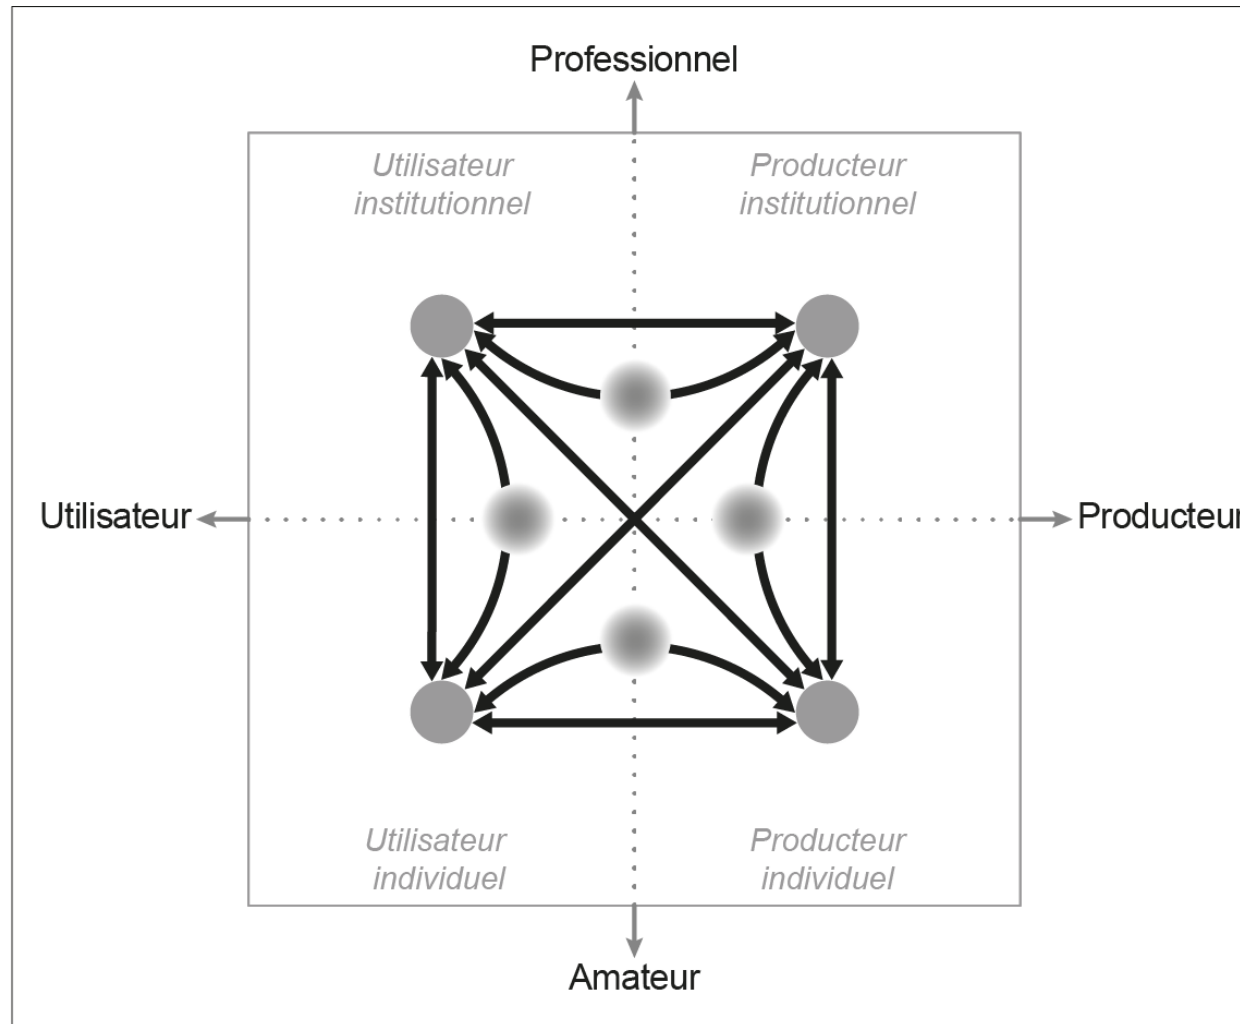 Professionnel
Utilisateur
institutionnel
Producteur
institutionnel
Utilisateur
Producteur
Utilisateur
individuel
Producteur
individuel
Amateur